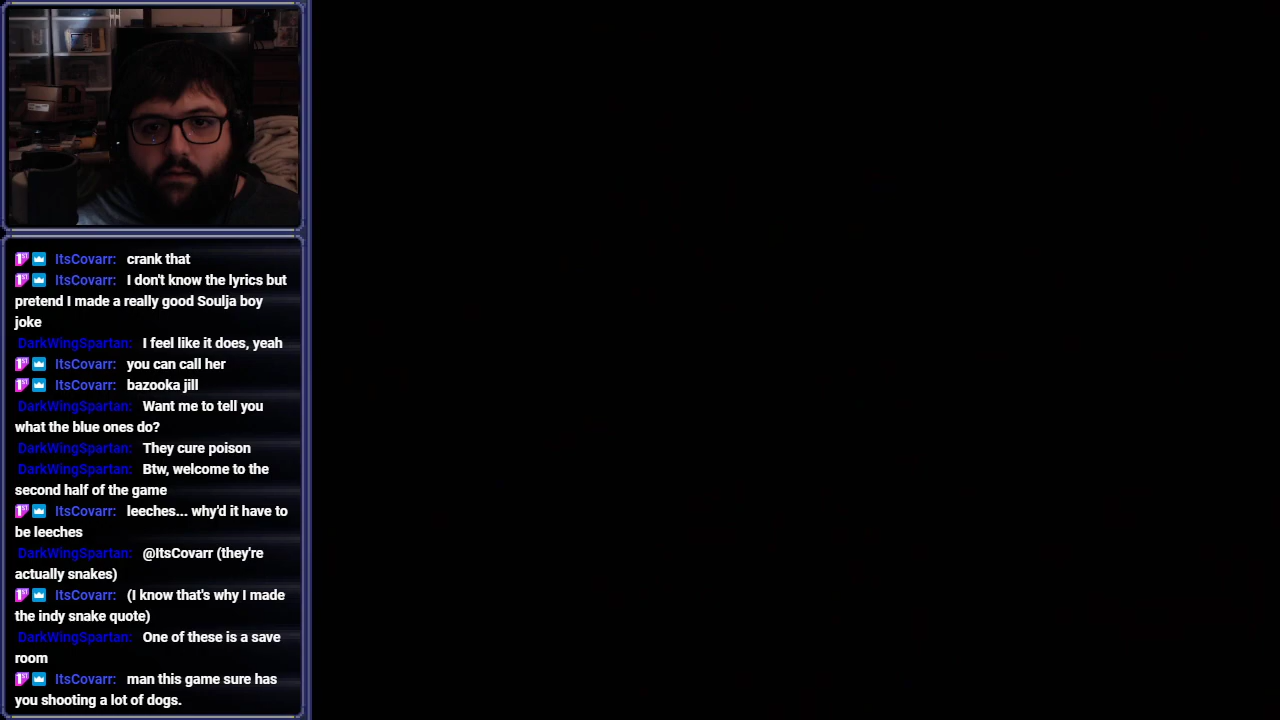 ItsCovarr: crank that
ItsCovarr: I don't know the lyrics but
pretend I made a really good Soulja boy
joke
DarkWingSpartan: I feel like it does, yeah
ItsCovarr: you can call her
ItsCovarr: bazooka jill
DarkWingSpartan: Want me to tell you
what the blue ones do?
DarkWingSpartan: They cure poison
DarkWingSpartan: Btw, welcome to the
second half of the game
ItsCovarr: leeches... why'd it have to
be leeches
DarkWingSpartan: @ItsCovarr (they're
actually snakes)
ItsCovarr: (I know that's why I made
the indy snake quote)
DarkWingSpartan: One of these is a save
room
ItsCovarr: man this game sure has
you shooting a lot of dogs.